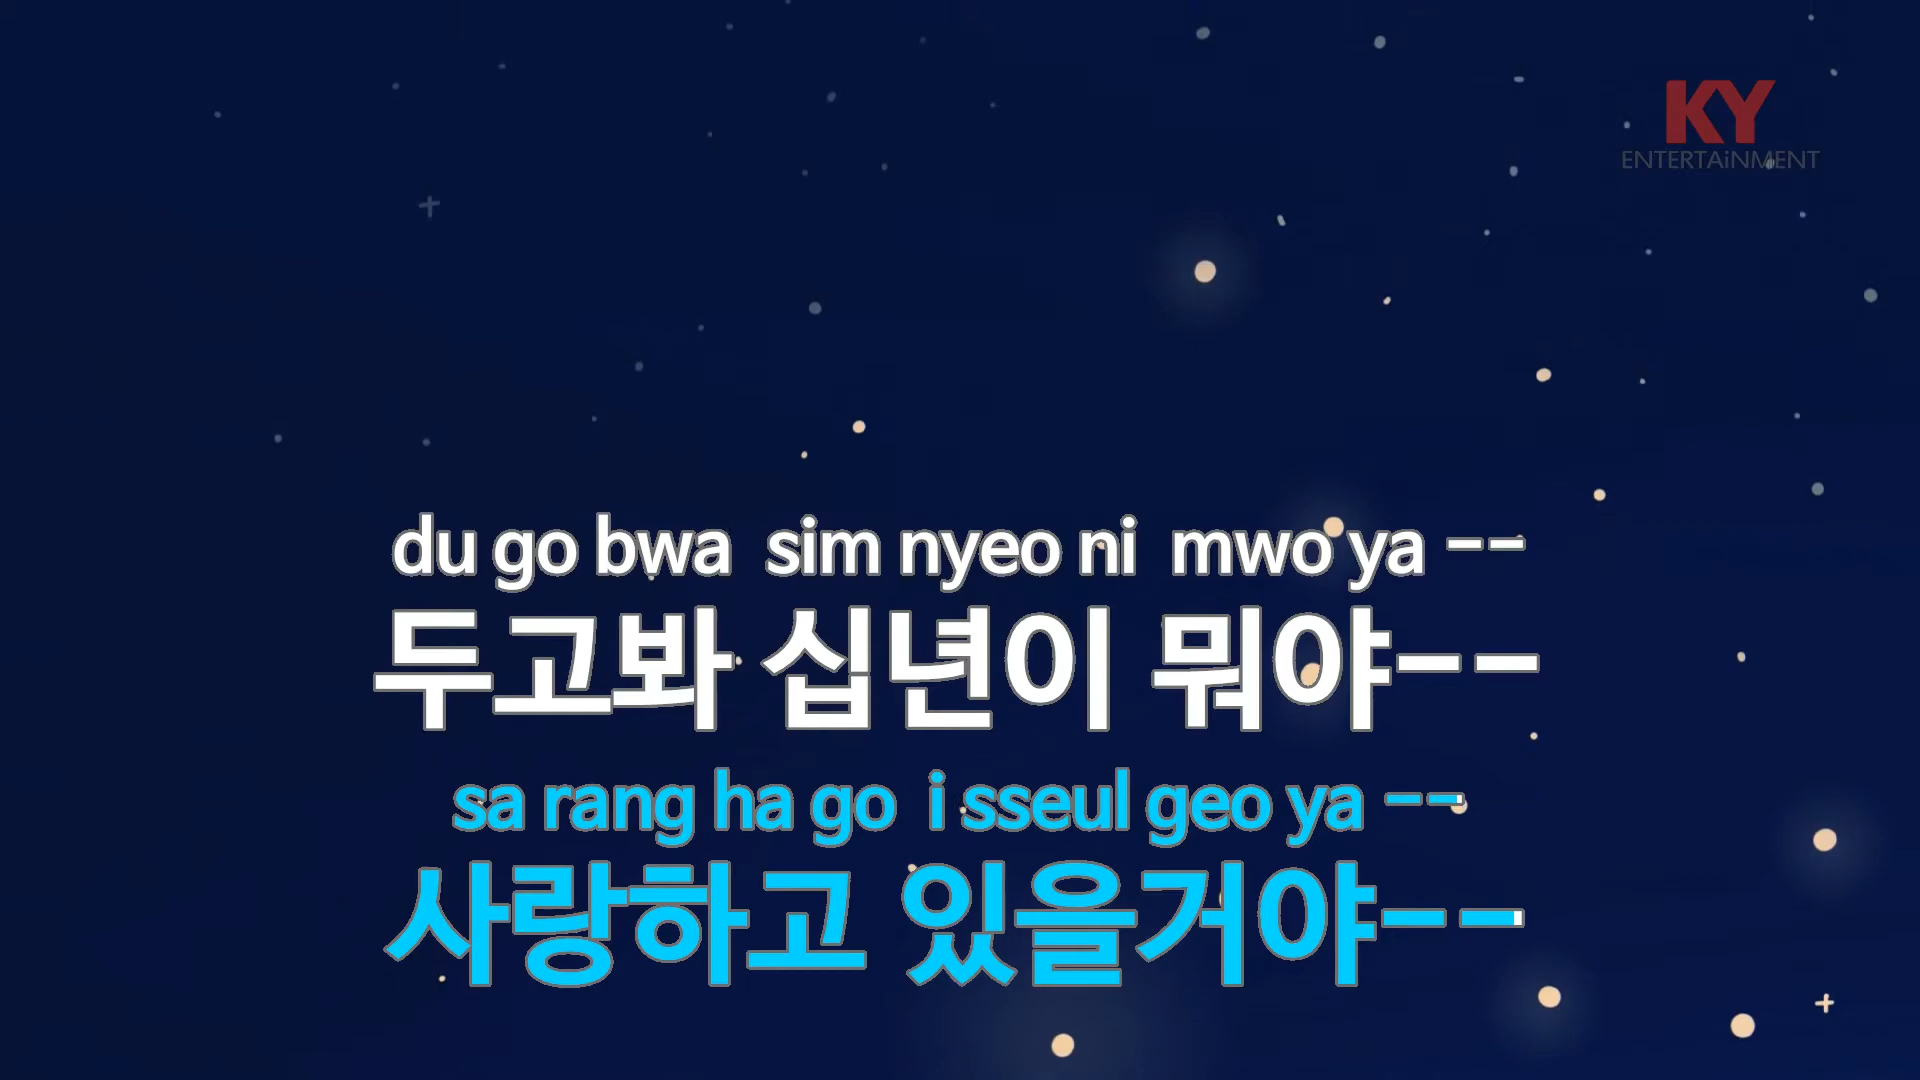 KY
ENTERTAiNMENT
du go bwa sim nyeo ni mwo ya --
두고봐 십년이 뭐야--
sa rang ha go i sseul geo ya --
사랑하고 있을거야--